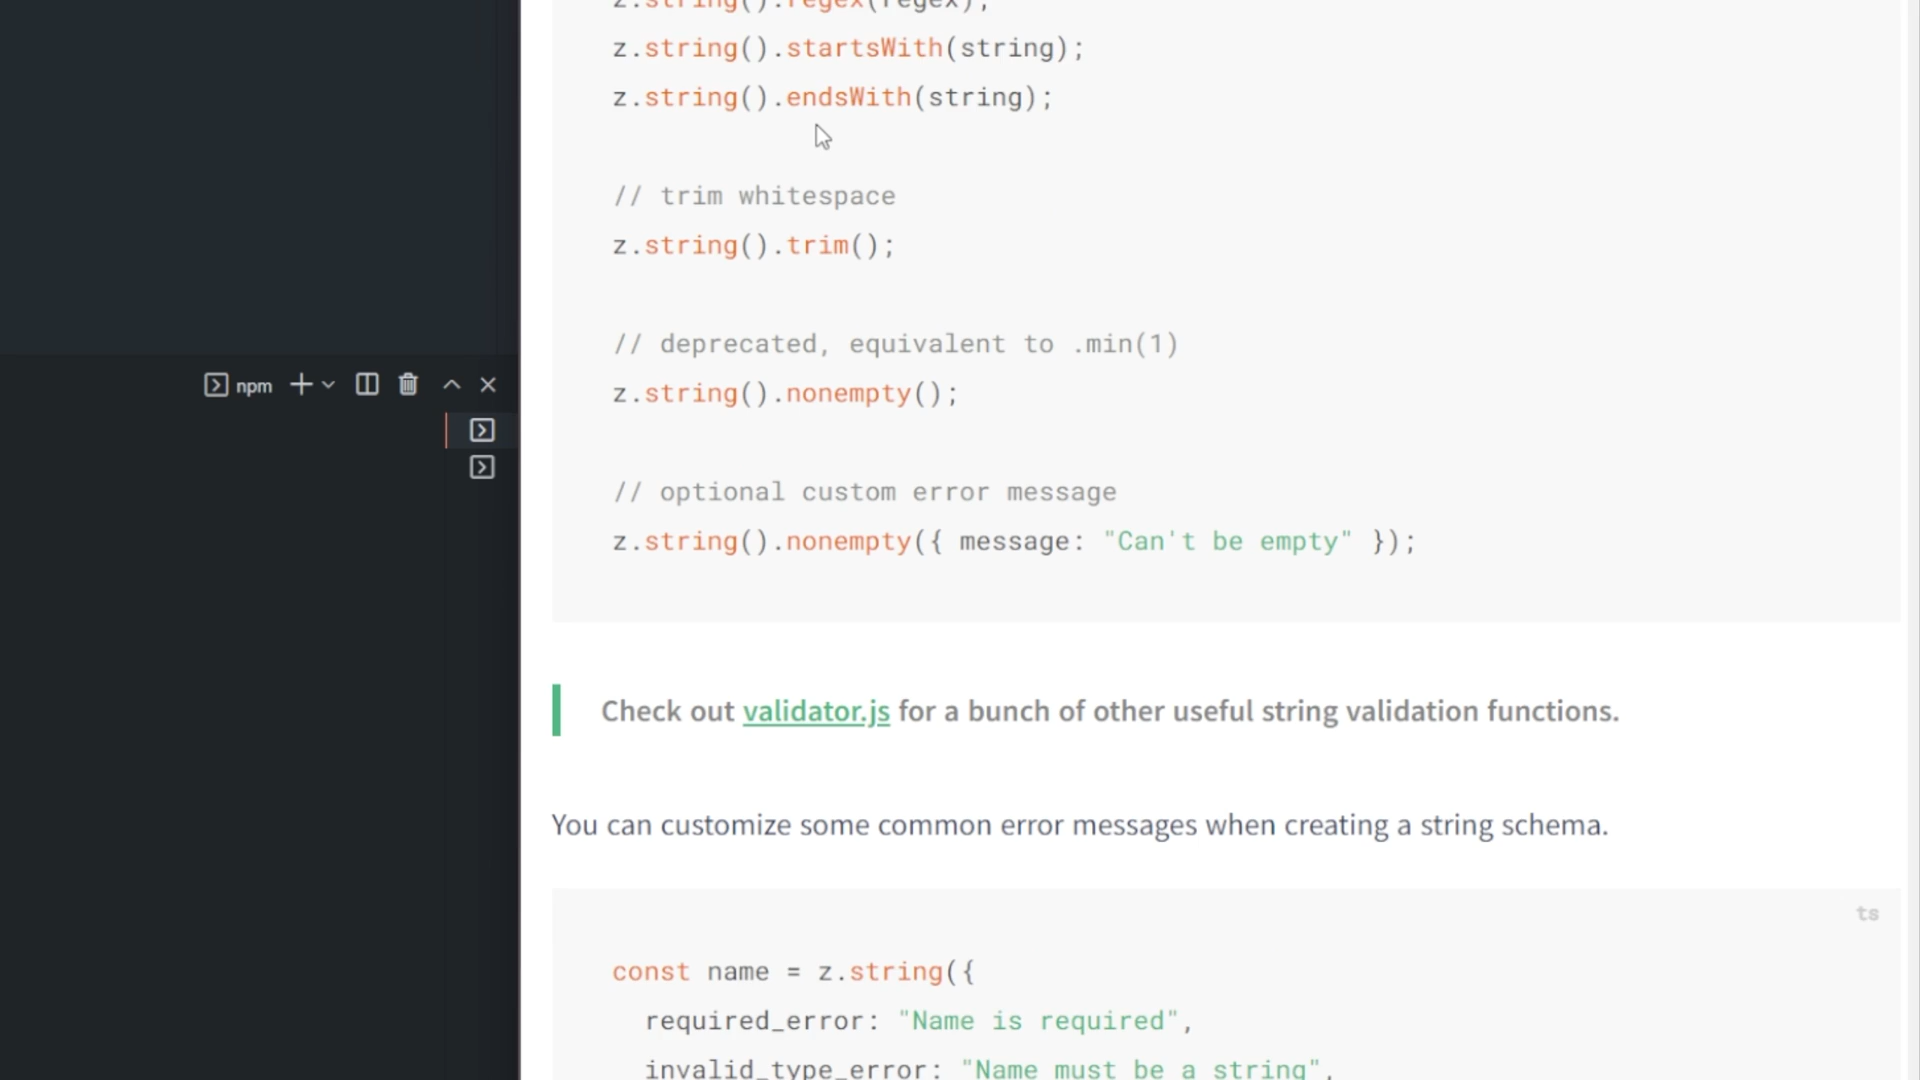 z.string().regex(regex);
z.string().startsWith(string);
z.string().endsWith(string);
// trim whitespace
z.string().trim();
// deprecated, equivalent to .min(1)
z.string().nonempty();
// optional custom error message
z.string().nonempty({ message: "Can't be empty" });
npm
Check out validator.js for a bunch of other useful string validation functions.
You can customize some common error messages when creating a string schema.
ts
const name = z.string({
required_error: "Name is required",
invalid_type_error: "Name must be a string",